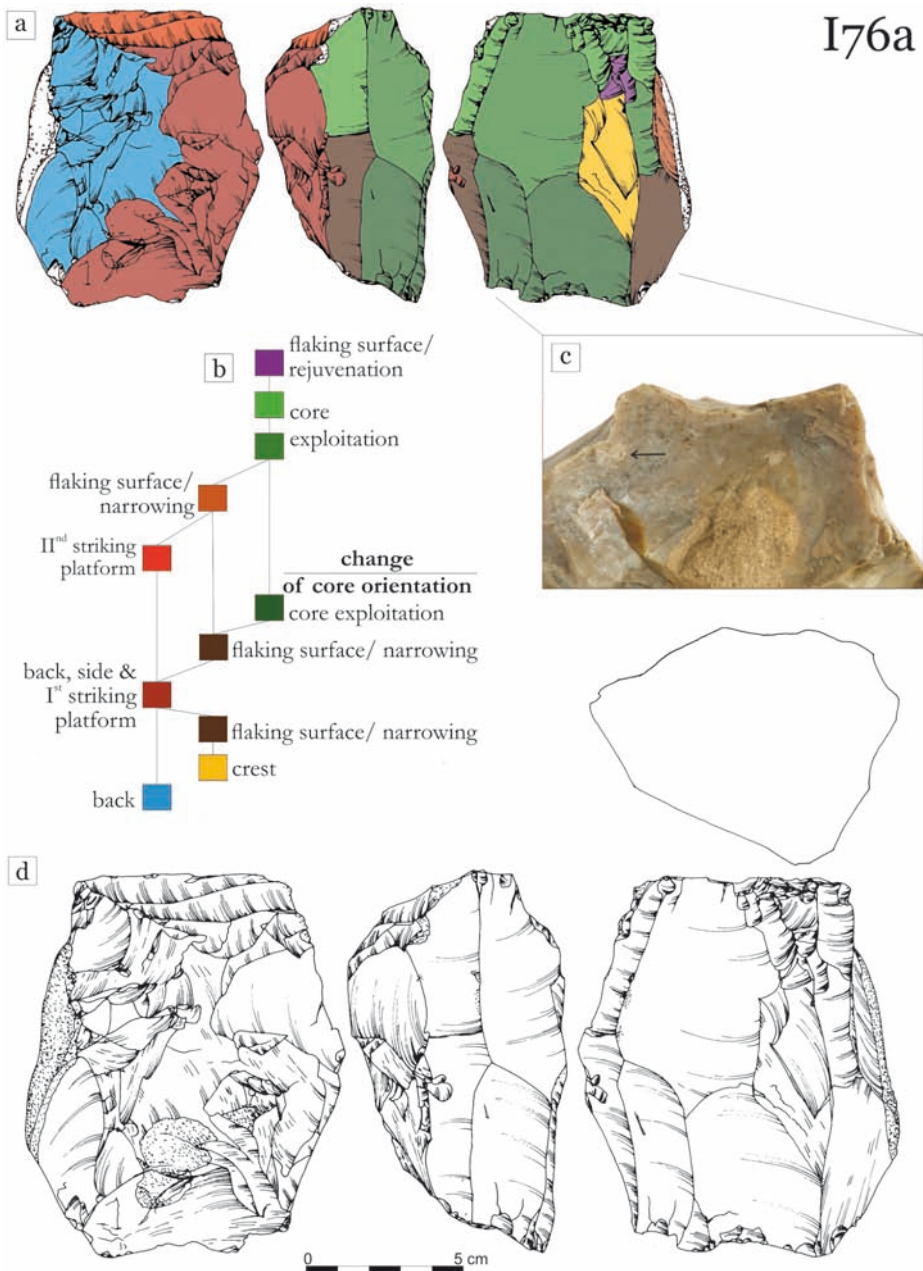 a
I76a
b
flaking surface/
rejuvenation
core
exploitation
flaking surface/
narrowing
IInd striking
platform
change
of core orientation
core exploitation
flaking surface/ narrowing
back, side &
Ist striking
platform
flaking surface/ narrowing
crest
back
c
d
0 5 cm